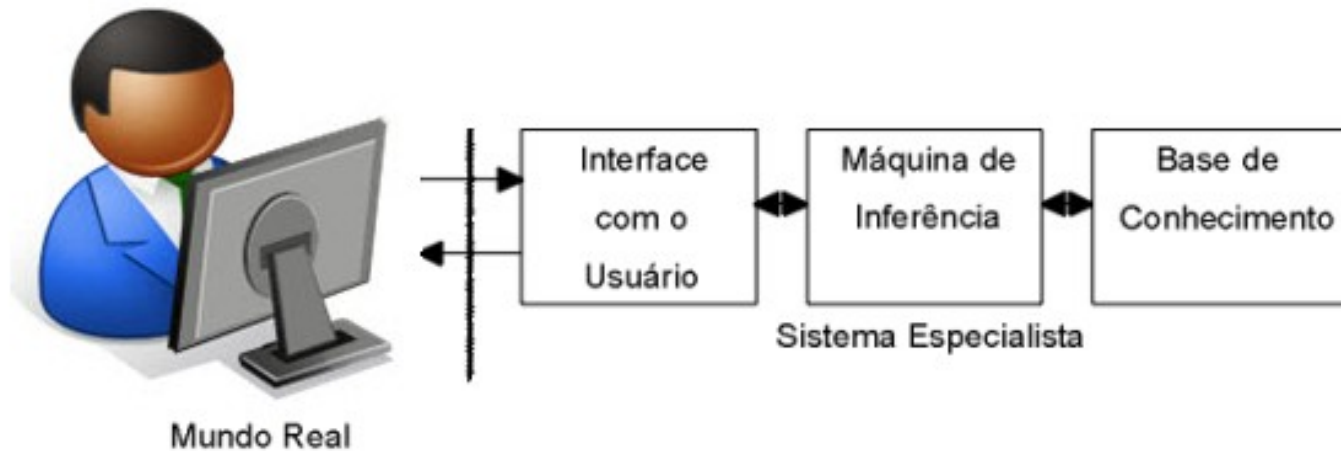 Interface
com o
Usuário
Máquina de
Inferência
Base de
Conhecimento
Sistema Especialista
Mundo Real